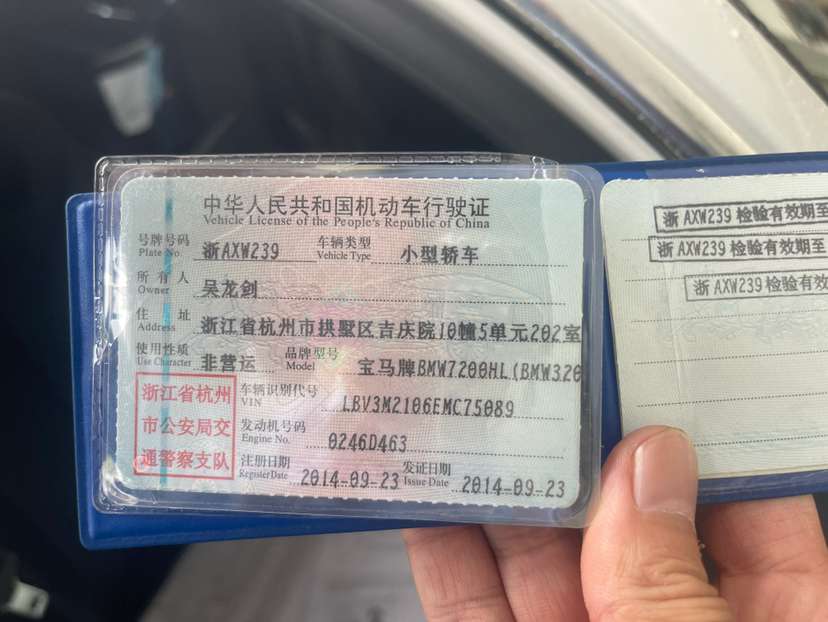 中华人民共和国机动车行驶证
Vehicle License of the People's Republic of China
号牌号码 浙AXW239 车辆类型 小型轿车
Plate No Vehicle Type
所有人 吴龙剑
Owner
住址 浙江省杭州市拱墅区吉庆院10幢5单元202室
Address
使用性质 非营运 品牌型号 宝马牌BMW7200HL(BMW320
Use Character Model
浙江省杭州
市公安局交
通警察支队
车辆识别代号 LBV3M2106EMC75089
VIN
发动机号码 0246D463
Engine No.
注册日期 2014-09-23 发证日期 2014-09-23
Register Date Issue Date
浙AXW239 检验有效期至
浙AXW239 检验有效期至
浙AXW239 检验有效期